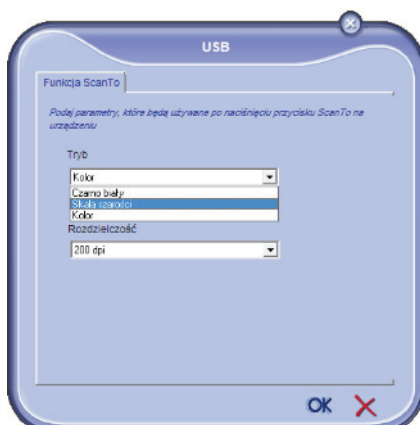 USB
Funkcja ScanTo
Podaj parametry, które będą używane po naciśnięciu przycisku ScanTo na
urządzeniu
Tryb
Kolor
Czarno biały
Skala szarości
Kolor
Rozdzielczość
200 dpi
OK